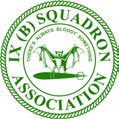 IX (B) SQUADRON
THERE'S ALWAYS BLOODY SOMETHING
ASSOCIATION